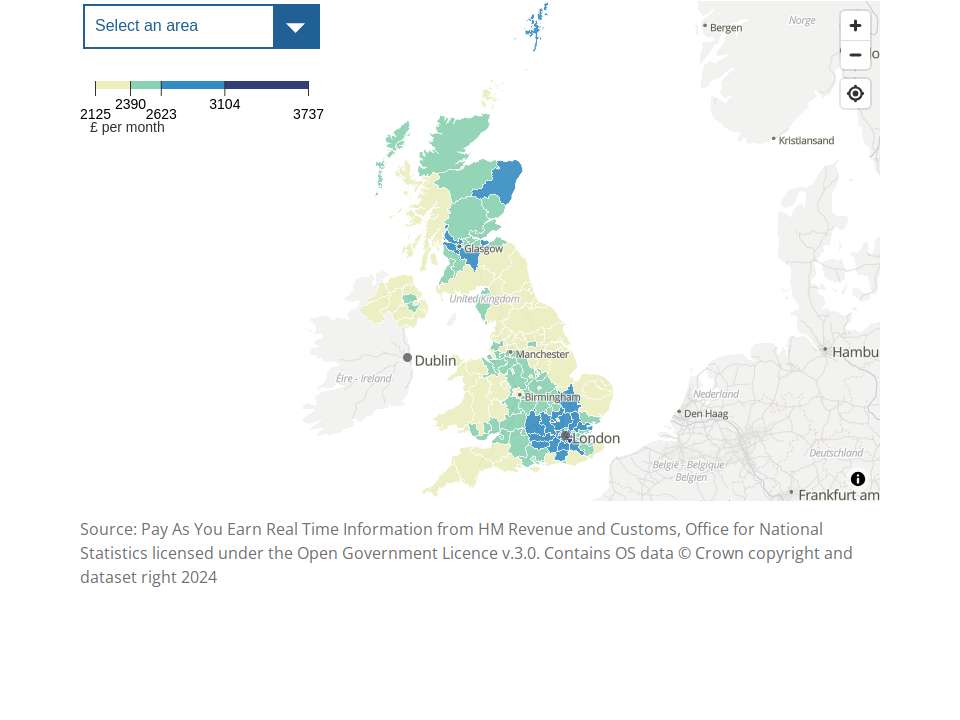 Select an area
2125
2390
2623
3104
3737
£ per month
Norge
Bergen
Kristiansand
Glasgow
United Kingdom
Manchester
Dublin
Éire - Ireland
Birmingham
London
Hambu
Nederland
Den Haag
België - Belgique
Belgien
Deutschland
Frankfurt am
Source: Pay As You Earn Real Time Information from HM Revenue and Customs, Office for National
Statistics licensed under the Open Government Licence v.3.0. Contains OS data © Crown copyright and
dataset right 2024